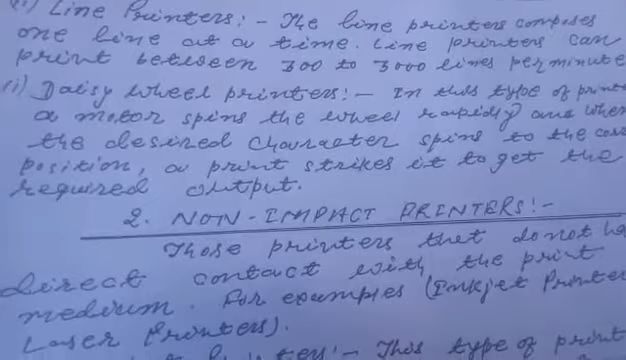 (i) Line Printers:- The line printers composes
one line at a time. Line printers can
print between 300 to 3000 lines per minute
(ii) Daisy wheel printers:- In this type of
a motor spins the wheel rapidly and when
the desired character spins to the
position, a print strikes it to get the
required output.
2. NON-IMPACT PRINTERS:-
Those printers that do not
direct contact with the print
medium. For examples (Inkjet Printer
Laser Printers).
:- This type of